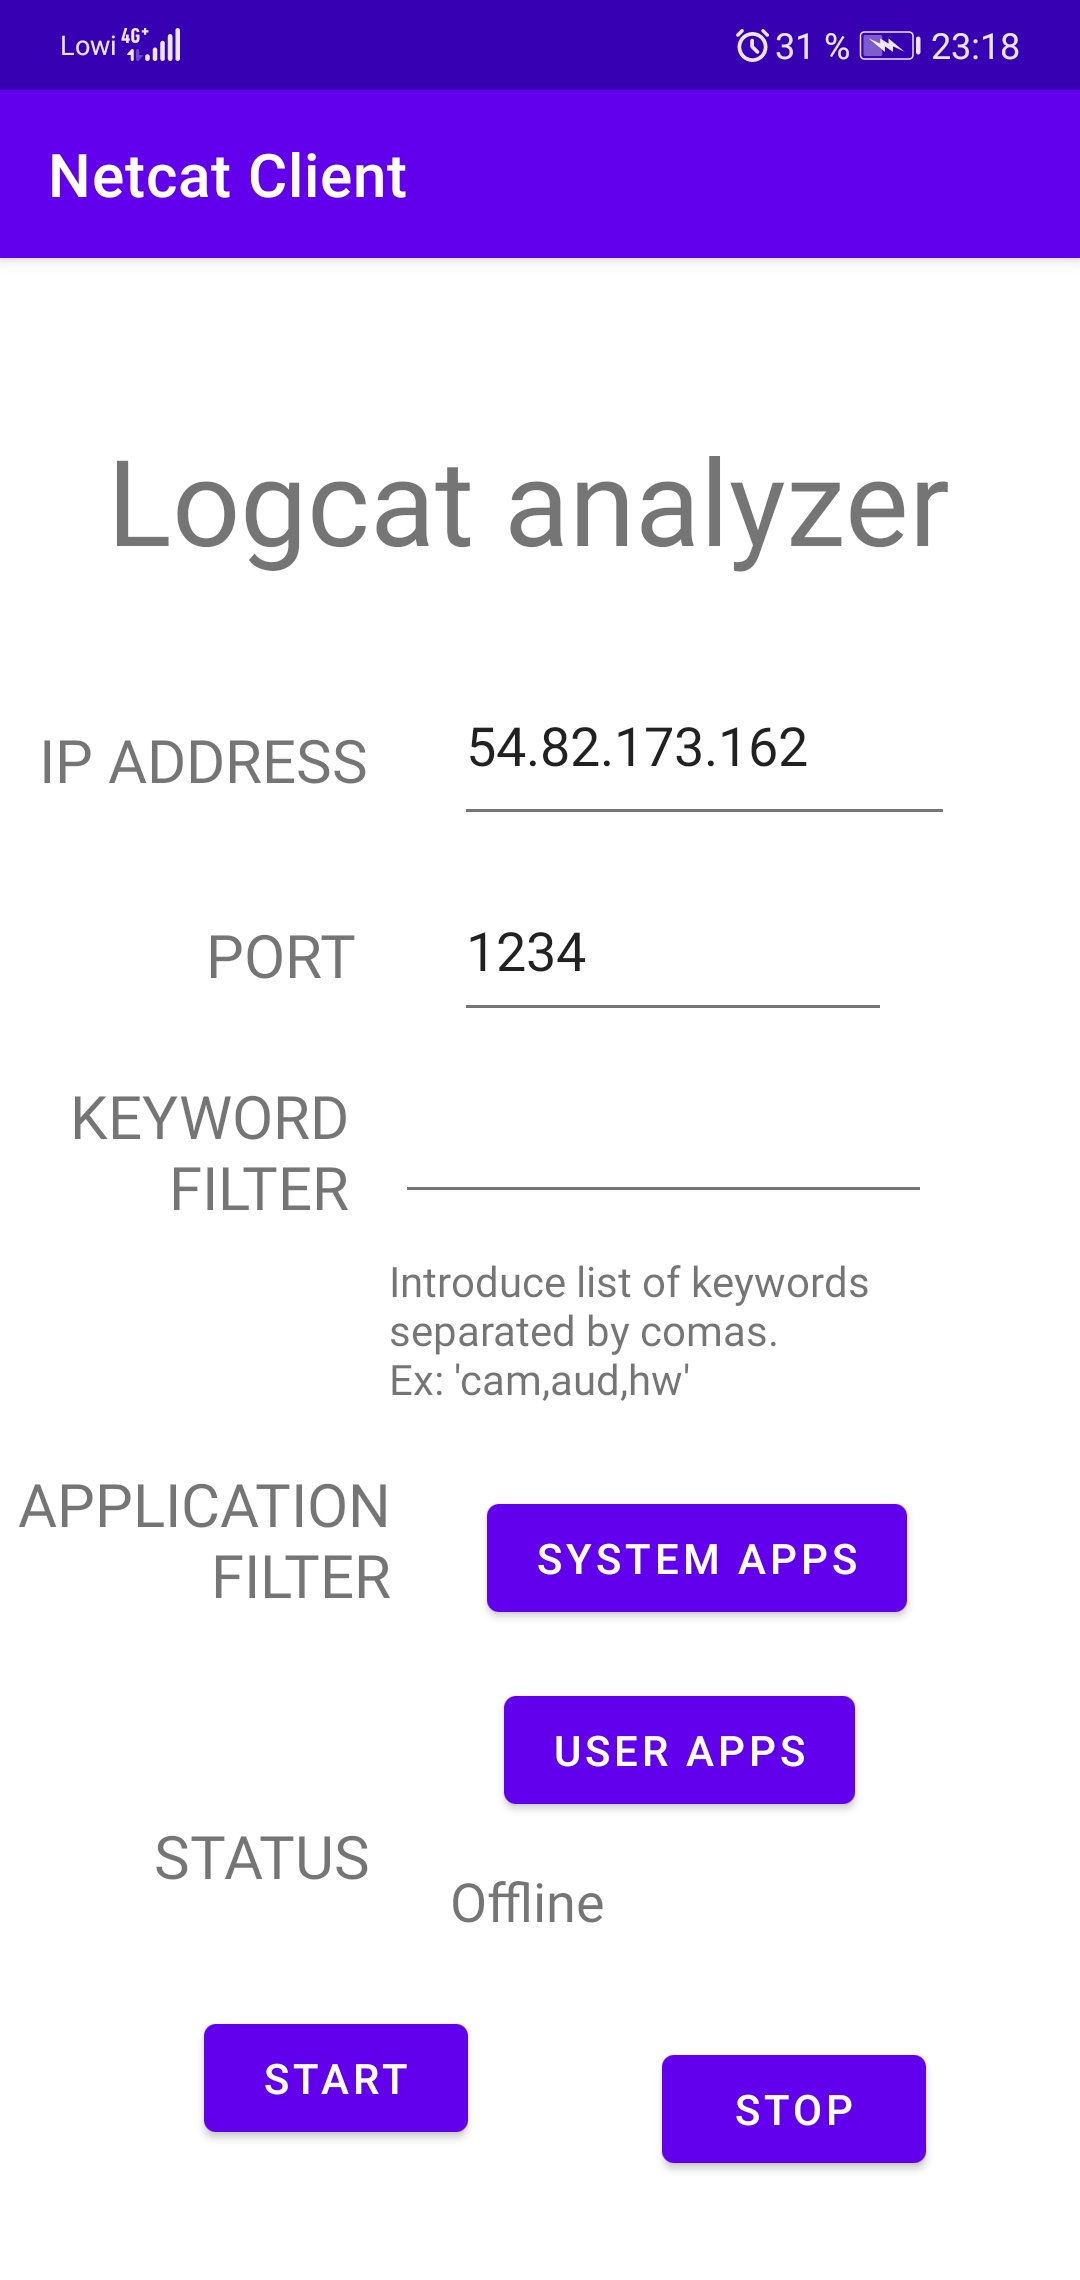 Lowi 4G+ 31 % 23:18
Netcat Client
Logcat analyzer
IP ADDRESS 54.82.173.162
PORT 1234
KEYWORD
FILTER
Introduce list of keywords
separated by comas.
Ex: 'cam,aud,hw'
APPLICATION
FILTER
SYSTEM APPS
USER APPS
STATUS
Offline
START
STOP